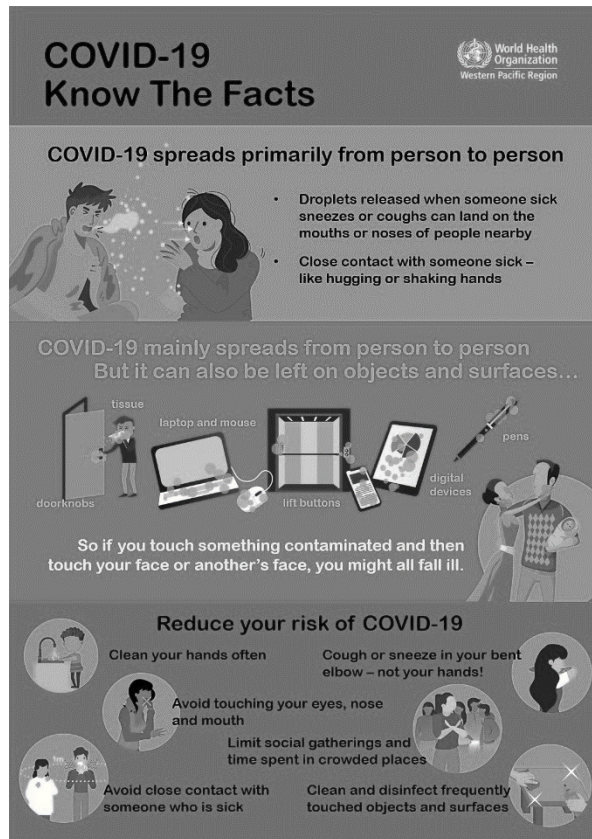 COVID-19
Know The Facts
World Health
Organization
Western Pacific Region
COVID-19 spreads primarily from person to person
• Droplets released when someone sick
sneezes or coughs can land on the
mouths or noses of people nearby
• Close contact with someone sick –
like hugging or shaking hands
COVID-19 mainly spreads from person to person
But it can also be left on objects and surfaces...
tissue
laptop and mouse
pens
doorknobs
lift buttons
digital
devices
So if you touch something contaminated and then
touch your face or another's face, you might all fall ill.
Reduce your risk of COVID-19
Clean your hands often
Cough or sneeze in your bent
elbow – not your hands!
Avoid touching your eyes, nose
and mouth
Limit social gatherings and
time spent in crowded places
1m
Avoid close contact with
someone who is sick
Clean and disinfect frequently
touched objects and surfaces